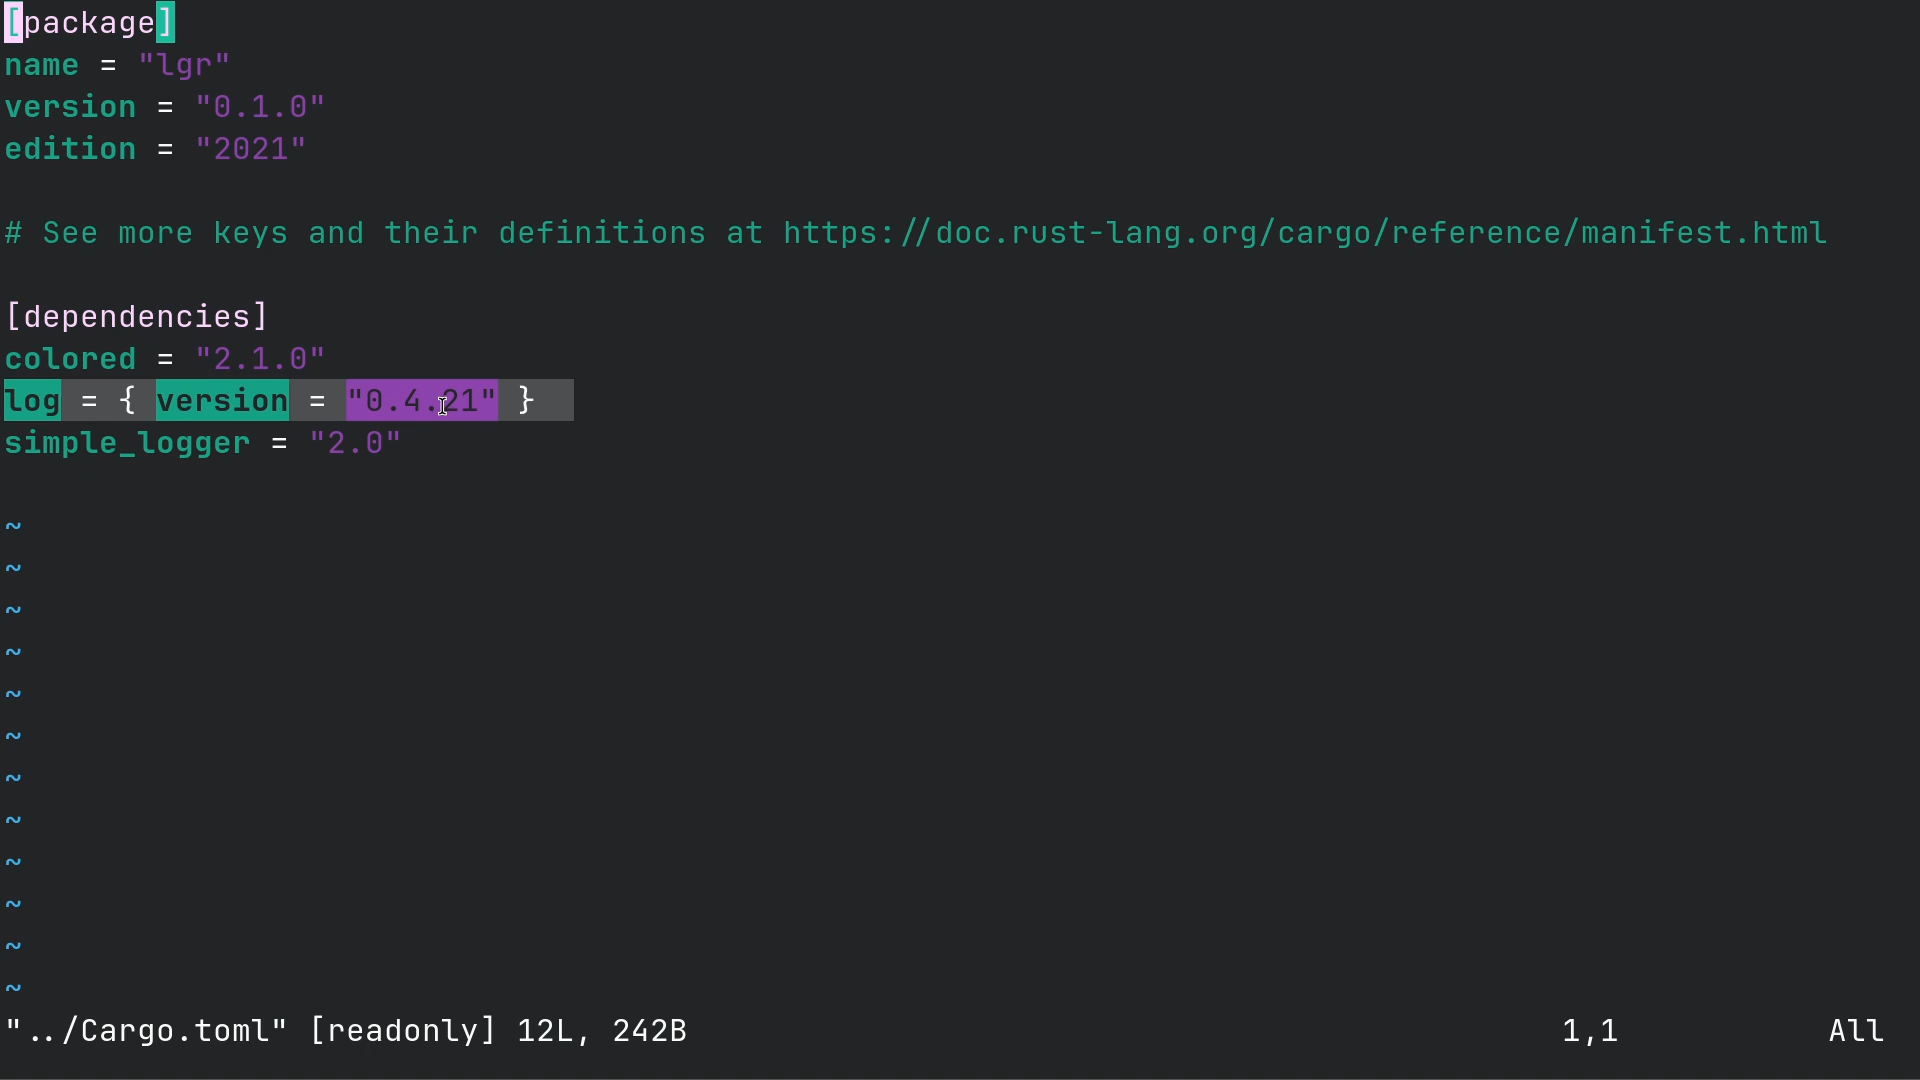 [package]
name = "lgr"
version = "0.1.0"
edition = "2021"
# See more keys and their definitions at https://doc.rust-lang.org/cargo/reference/manifest.html
[dependencies]
colored = "2.1.0"
log = { version = "0.4.21" }
simple_logger = "2.0"
~
~
~
~
~
~
~
~
~
~
~
~
"../Cargo.toml" [readonly] 12L, 242B 1,1 All